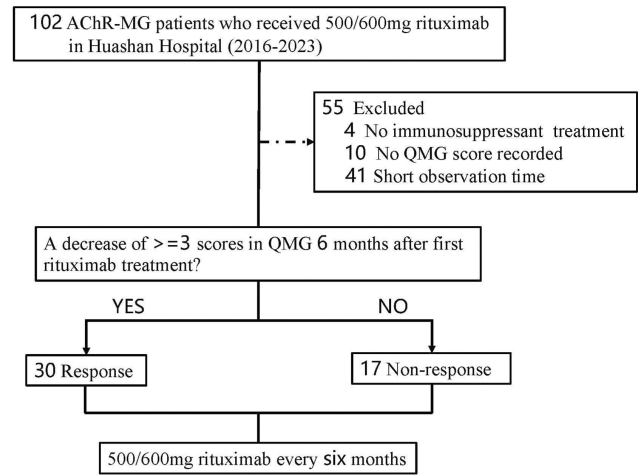 102 AChR-MG patients who received 500/600mg rituximab
in Huashan Hospital (2016-2023)
55 Excluded
4 No immunosuppressant treatment
10 No QMG score recorded
41 Short observation time
A decrease of >=3 scores in QMG 6 months after first
rituximab treatment?
YES
NO
30 Response
17 Non-response
500/600mg rituximab every six months